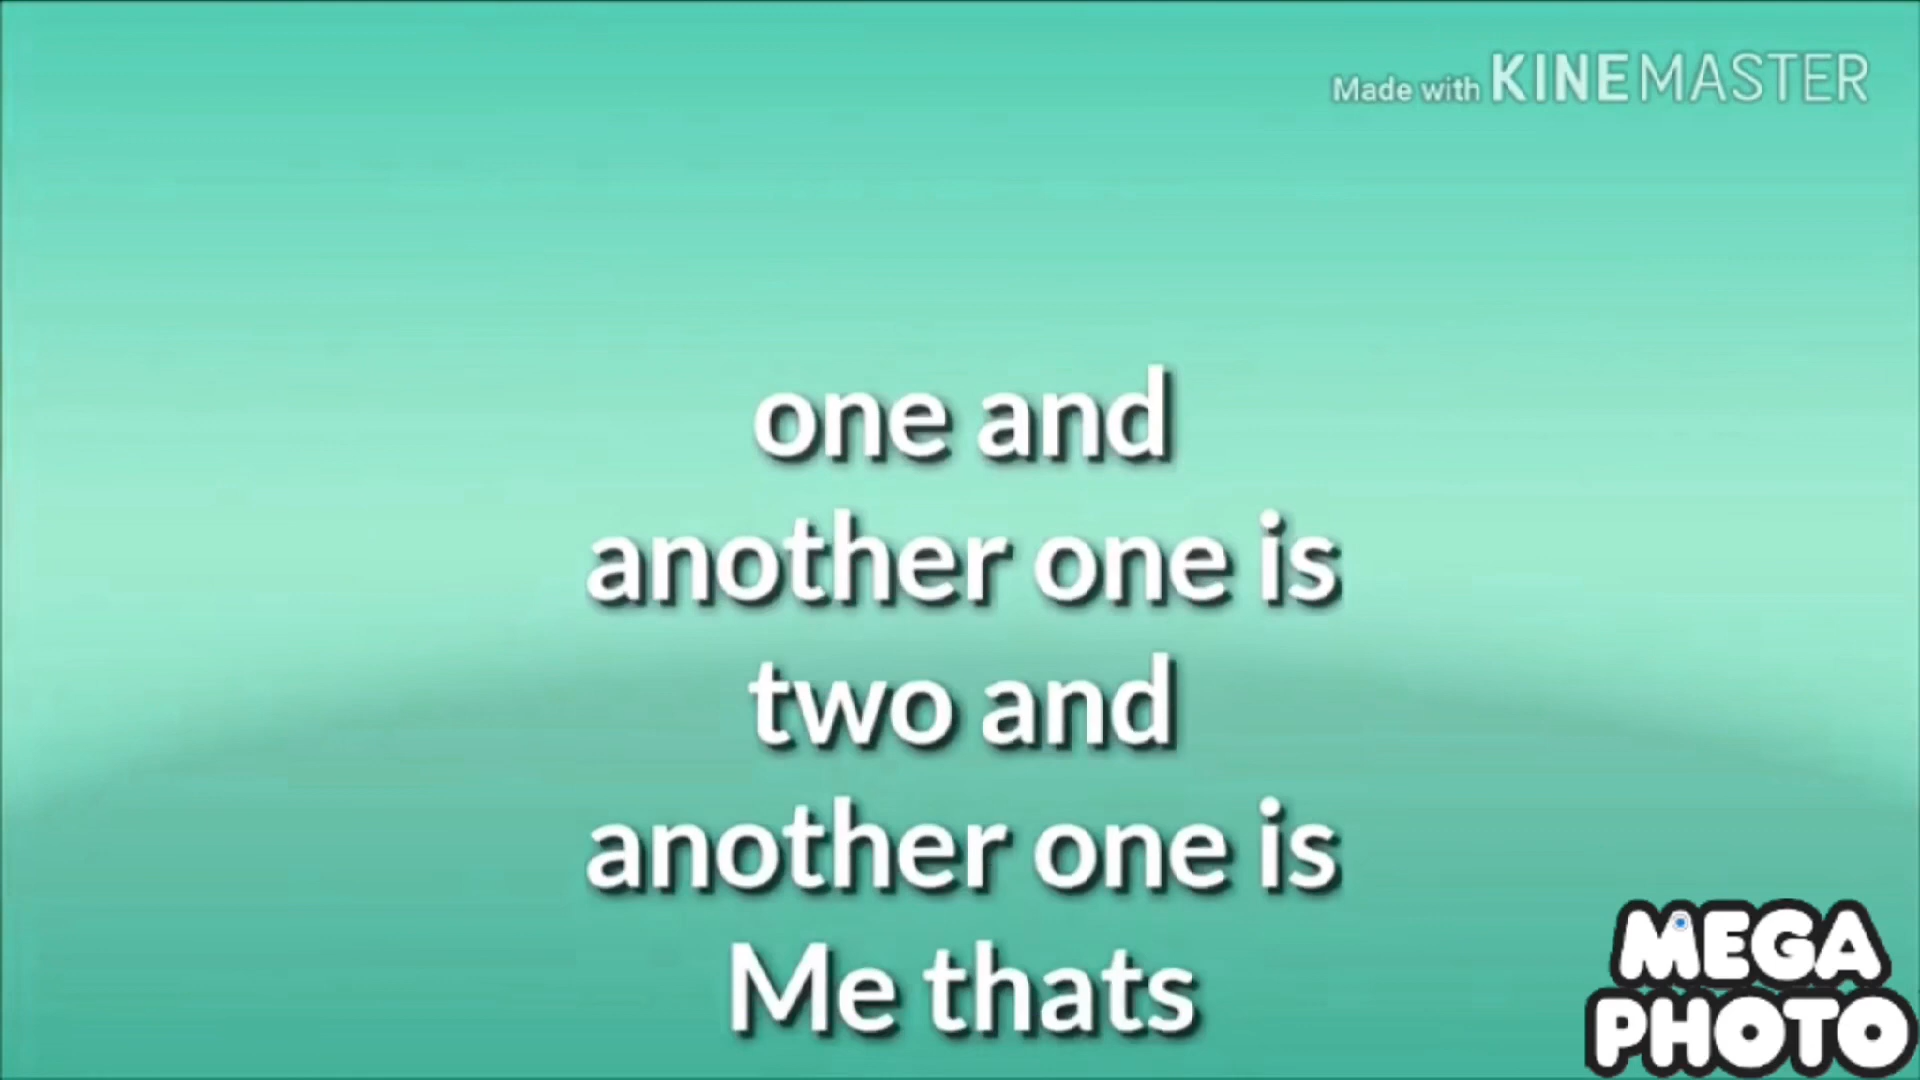 Made with KINEMASTER
one and
another one is
two and
another one is
Me thats
MEGA
PHOTO